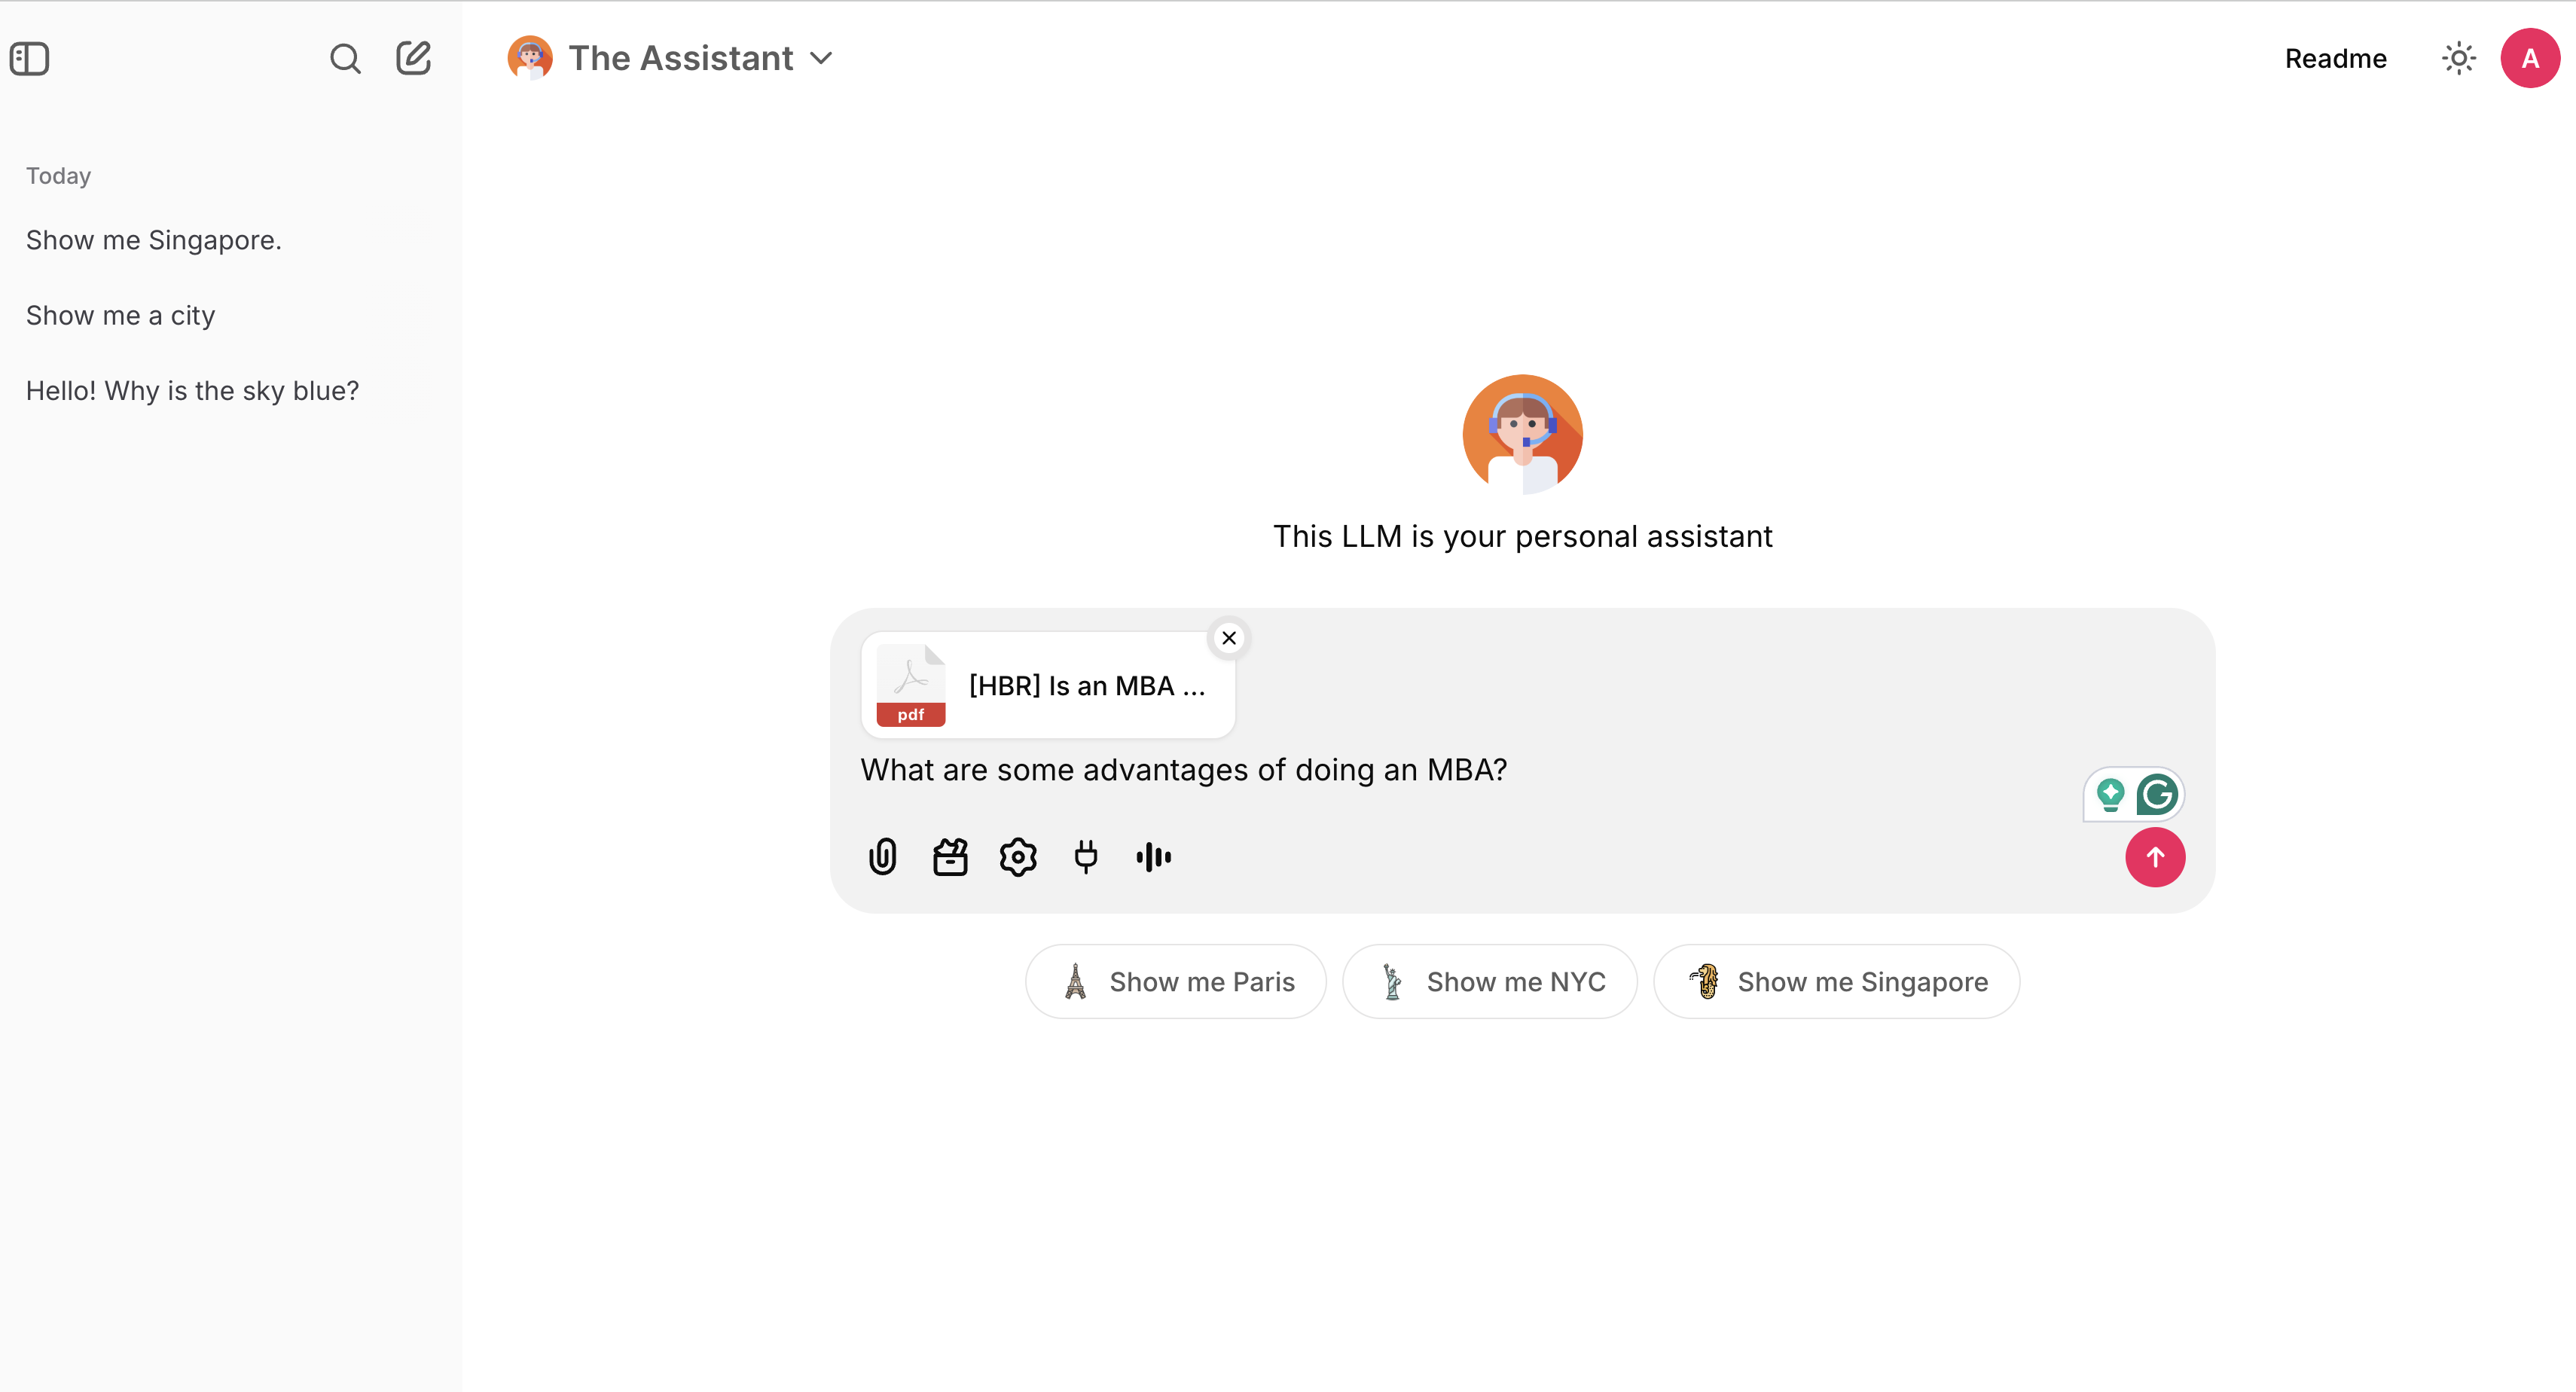 The Assistant
Readme
A
Today
Show me Singapore.
Show me a city
Hello! Why is the sky blue?
This LLM is your personal assistant
[HBR] Is an MBA ...
pdf
What are some advantages of doing an MBA?
Show me Paris
Show me NYC
Show me Singapore